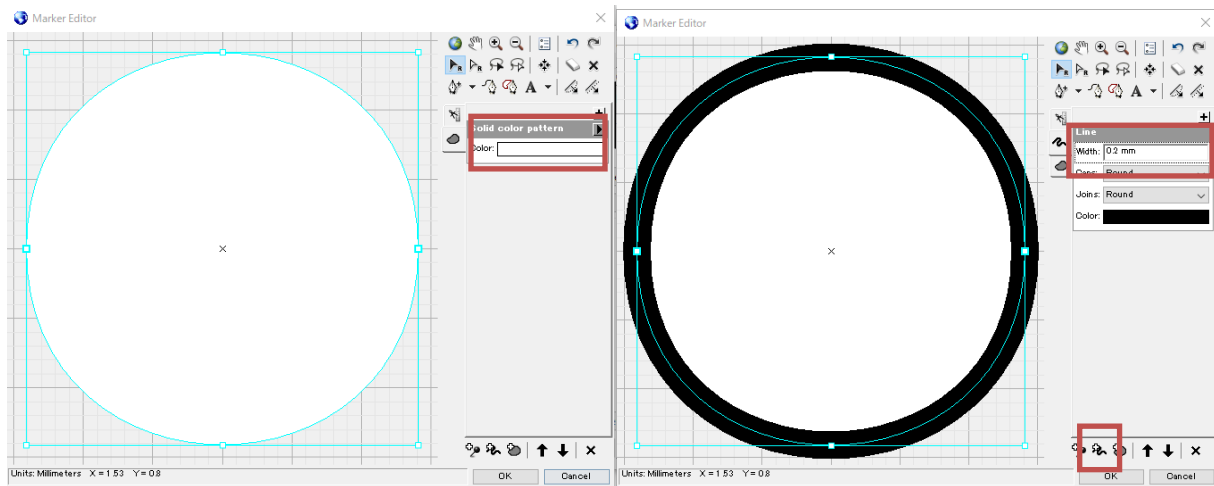 Marker Editor
Solid color pattern
Color:
Units: Millimeters X = 1.53 Y = 0.8
OK Cancel
Marker Editor
Line
Width: 0.2 mm
Caps: Round
Joins: Round
Color:
Units: Millimeters X = 1.53 Y = 0.8
OK Cancel